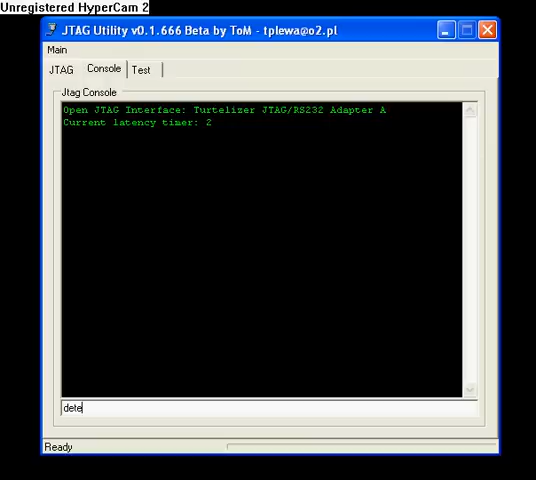 Unregistered HyperCam 2
JTAG Utility v0.1.666 Beta by ToM - tplewa@o2.pl
Main
JTAG Console Test
Jtag Console
Open JTAG Interface: Turtelizer JTAG/RS232 Adapter A
Current latency timer: 2
dete
Ready